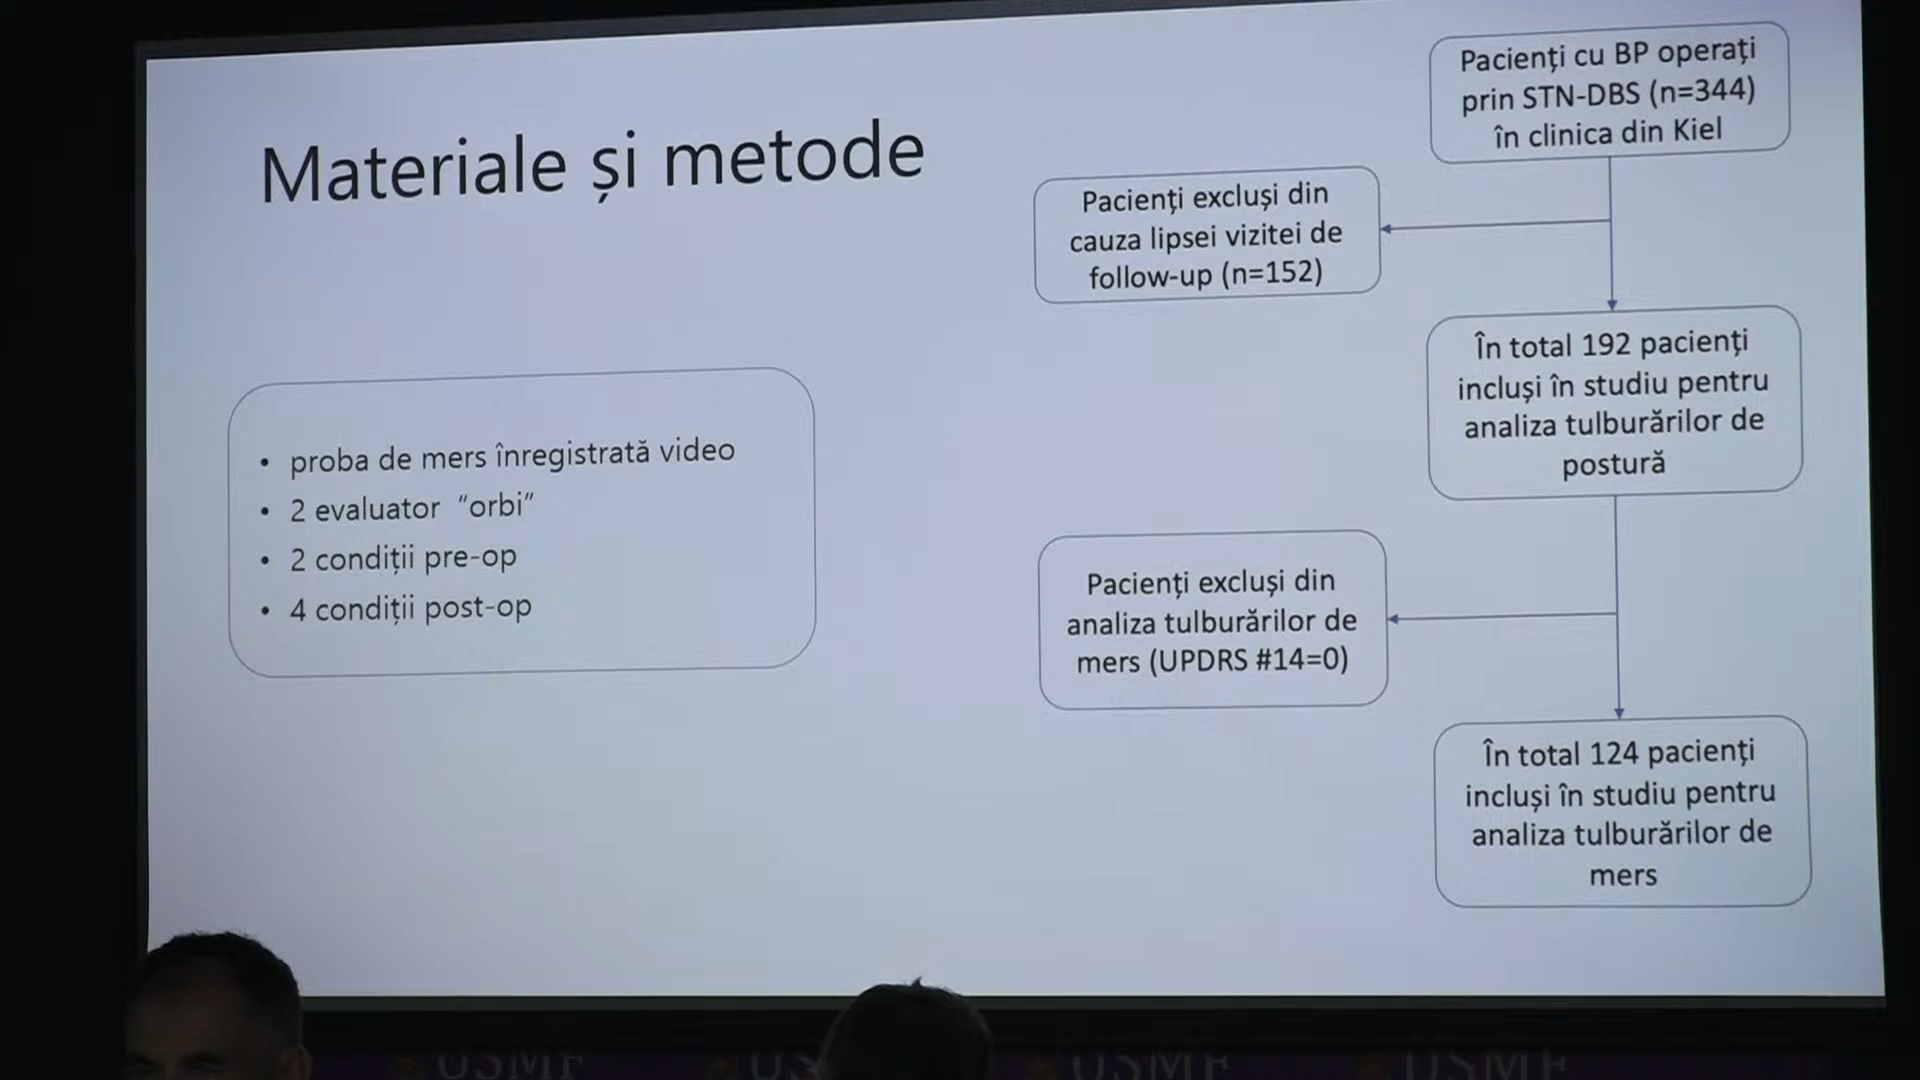 Materiale și metode
proba de mers înregistrată video
2 evaluator “orbi”
2 condiții pre-op
4 condiții post-op
Pacienți cu BP operați
prin STN-DBS (n=344)
în clinica din Kiel
Pacienți excluși din
cauza lipsei vizitei de
follow-up (n=152)
În total 192 pacienți
incluși în studiu pentru
analiza tulburărilor de
postură
Pacienți excluși din
analiza tulburărilor de
mers (UPDRS #14=0)
În total 124 pacienți
incluși în studiu pentru
analiza tulburărilor de
mers
USMF
USMF
USMF